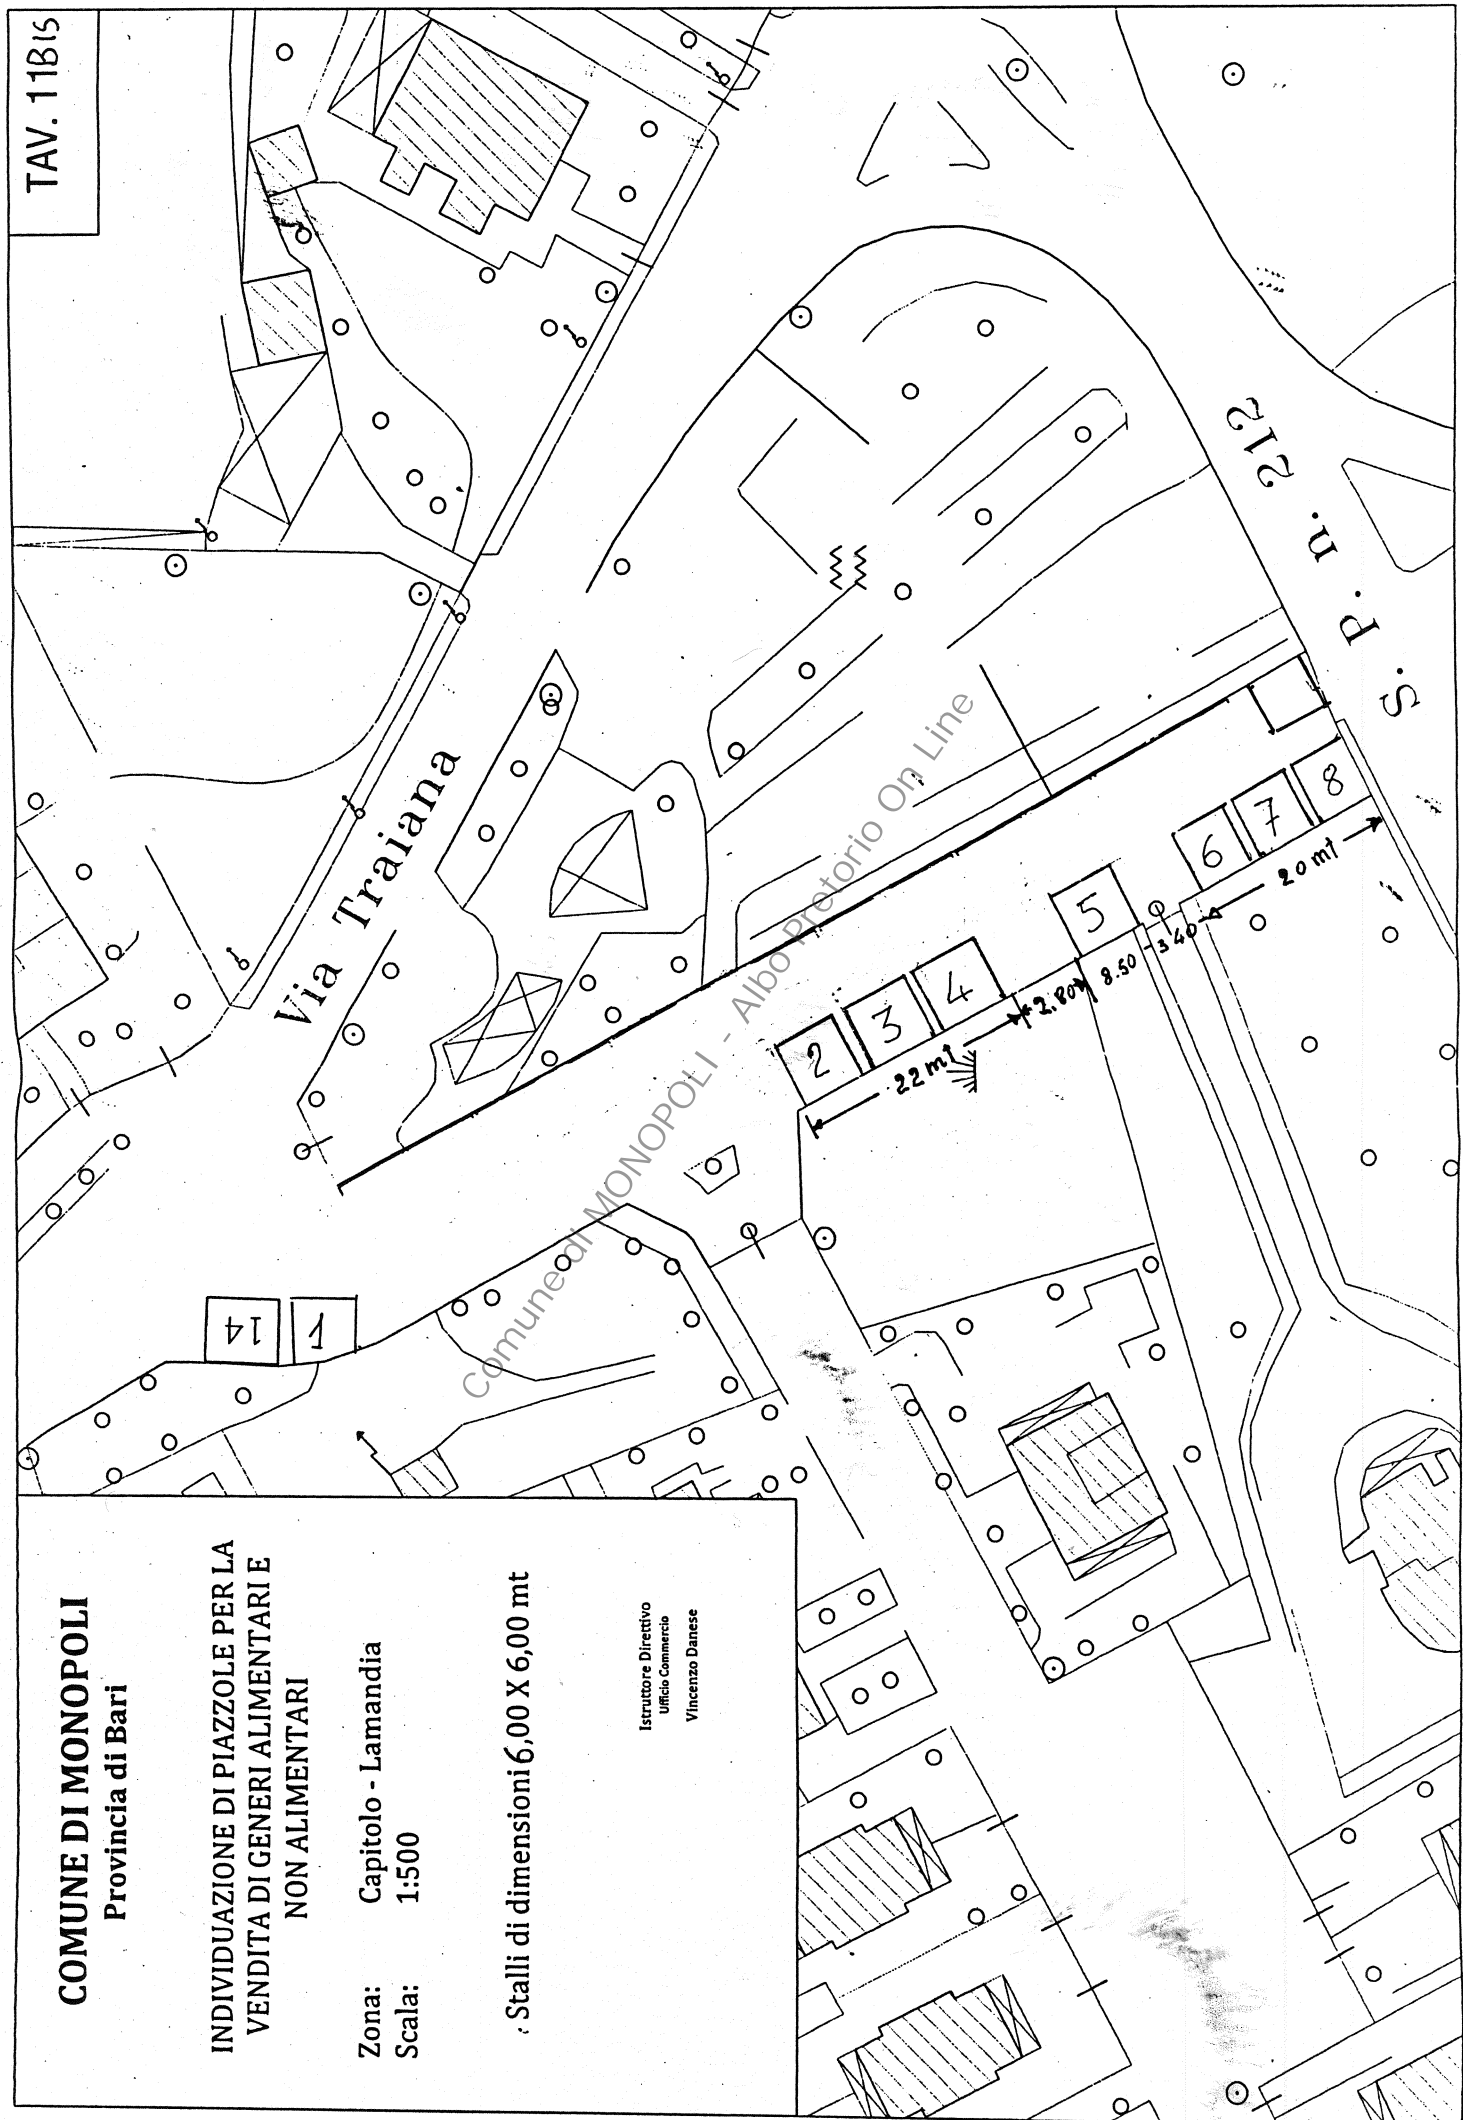 TAV. 11Bis
COMUNE DI MONOPOLI
Provincia di Bari
INDIVIDUAZIONE DI PIAZZOLE PER LA
VENDITA DI GENERI ALIMENTARI E
NON ALIMENTARI
Zona: Capitolo - Lamandia
Scala: 1:500
Stalli di dimensioni 6,00 X 6,00 mt
Istruttore Direttivo
Ufficio Commercio
Vincenzo Danese
Via Traiana
S. P. n. 212
14
1
2
3
4
5
6
7
8
22 mt
2.80
8.50
3.40
20 mt
Comune di MONOPOLI - Albo Pretorio On Line